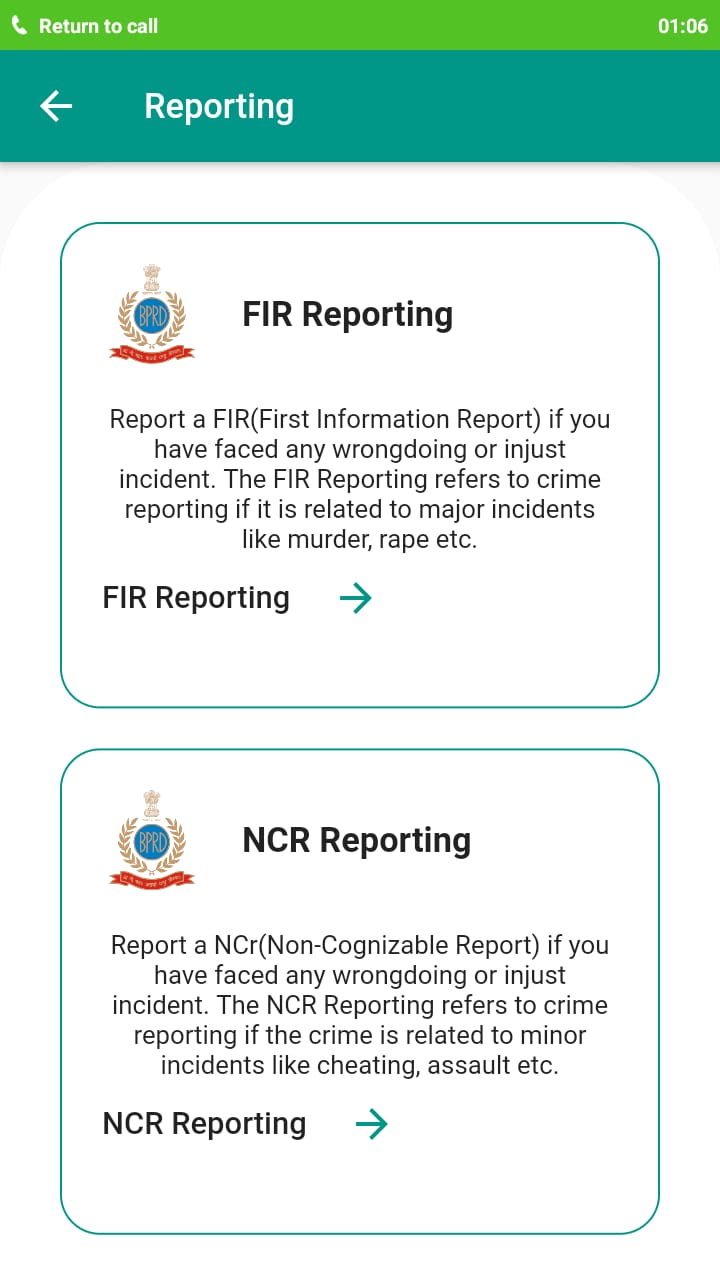 Return to call 01:06
Reporting
BPRD
FIR Reporting
Report a FIR(First Information Report) if you
have faced any wrongdoing or injust
incident. The FIR Reporting refers to crime
reporting if it is related to major incidents
like murder, rape etc.
FIR Reporting
BPRD
NCR Reporting
Report a NCr(Non-Cognizable Report) if you
have faced any wrongdoing or injust
incident. The NCR Reporting refers to crime
reporting if the crime is related to minor
incidents like cheating, assault etc.
NCR Reporting